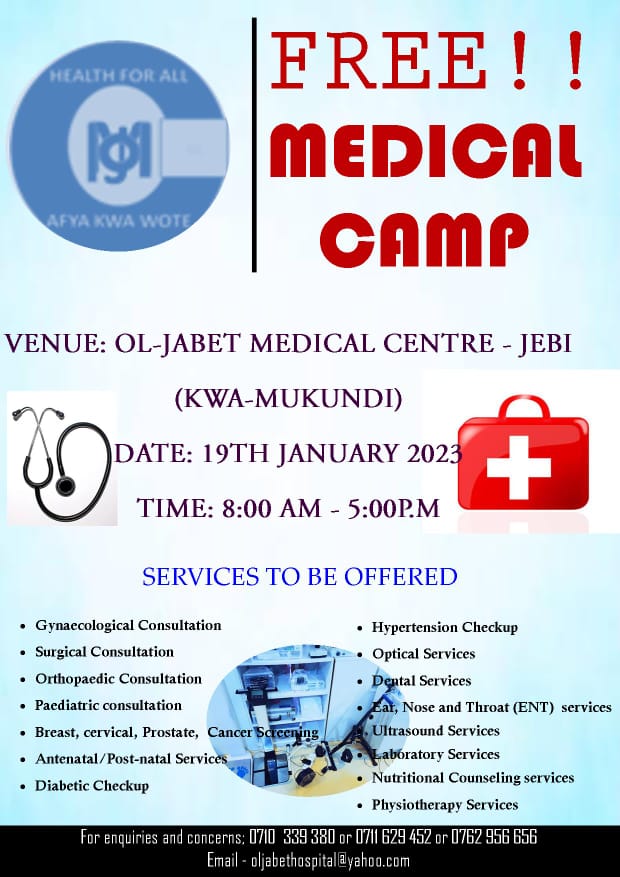 HEALTH FOR ALL
AFYA KWA WOTE
FREE!!
MEDICAL
CAMP
VENUE: OL-JABET MEDICAL CENTRE - JEBI
(KWA-MUKUNDI)
DATE: 19TH JANUARY 2023
TIME: 8:00 AM - 5:00P.M
SERVICES TO BE OFFERED
• Gynaecological Consultation
• Surgical Consultation
• Orthopaedic Consultation
• Paediatric consultation
• Breast, cervical, Prostate, Cancer Screening
• Antenatal/Post-natal Services
• Diabetic Checkup
• Hypertension Checkup
• Optical Services
• Dental Services
• Ear, Nose and Throat (ENT) services
• Ultrasound Services
• Laboratory Services
• Nutritional Counseling services
• Physiotherapy Services
For enquiries and concerns; 0710 339 380 or 0711 629 452 or 0762 956 656
Email - oljabethospital@yahoo.com